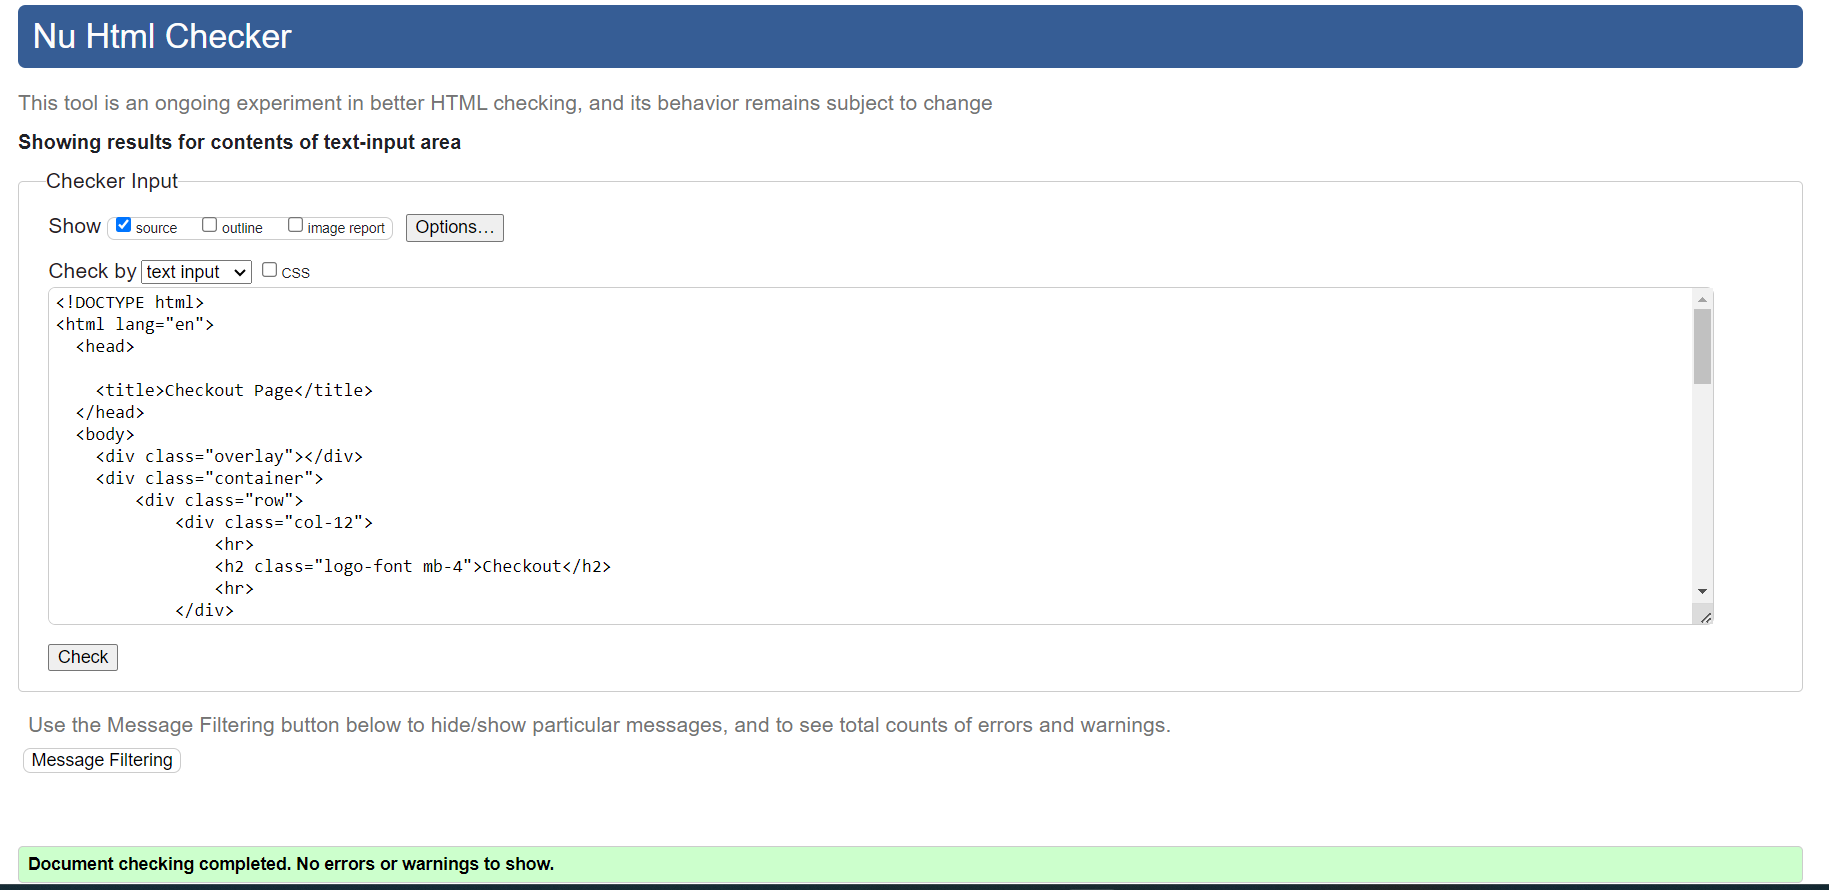 Nu Html Checker
This tool is an ongoing experiment in better HTML checking, and its behavior remains subject to change
Showing results for contents of text-input area
Checker Input
Show source outline image report Options...
Check by text input CSS
<!DOCTYPE html>
<html lang="en">
  <head>

    <title>Checkout Page</title>
  </head>
  <body>
    <div class="overlay"></div>
    <div class="container">
        <div class="row">
            <div class="col-12">
                <hr>
                <h2 class="logo-font mb-4">Checkout</h2>
                <hr>
            </div>
Check
Use the Message Filtering button below to hide/show particular messages, and to see total counts of errors and warnings.
Message Filtering
Document checking completed. No errors or warnings to show.